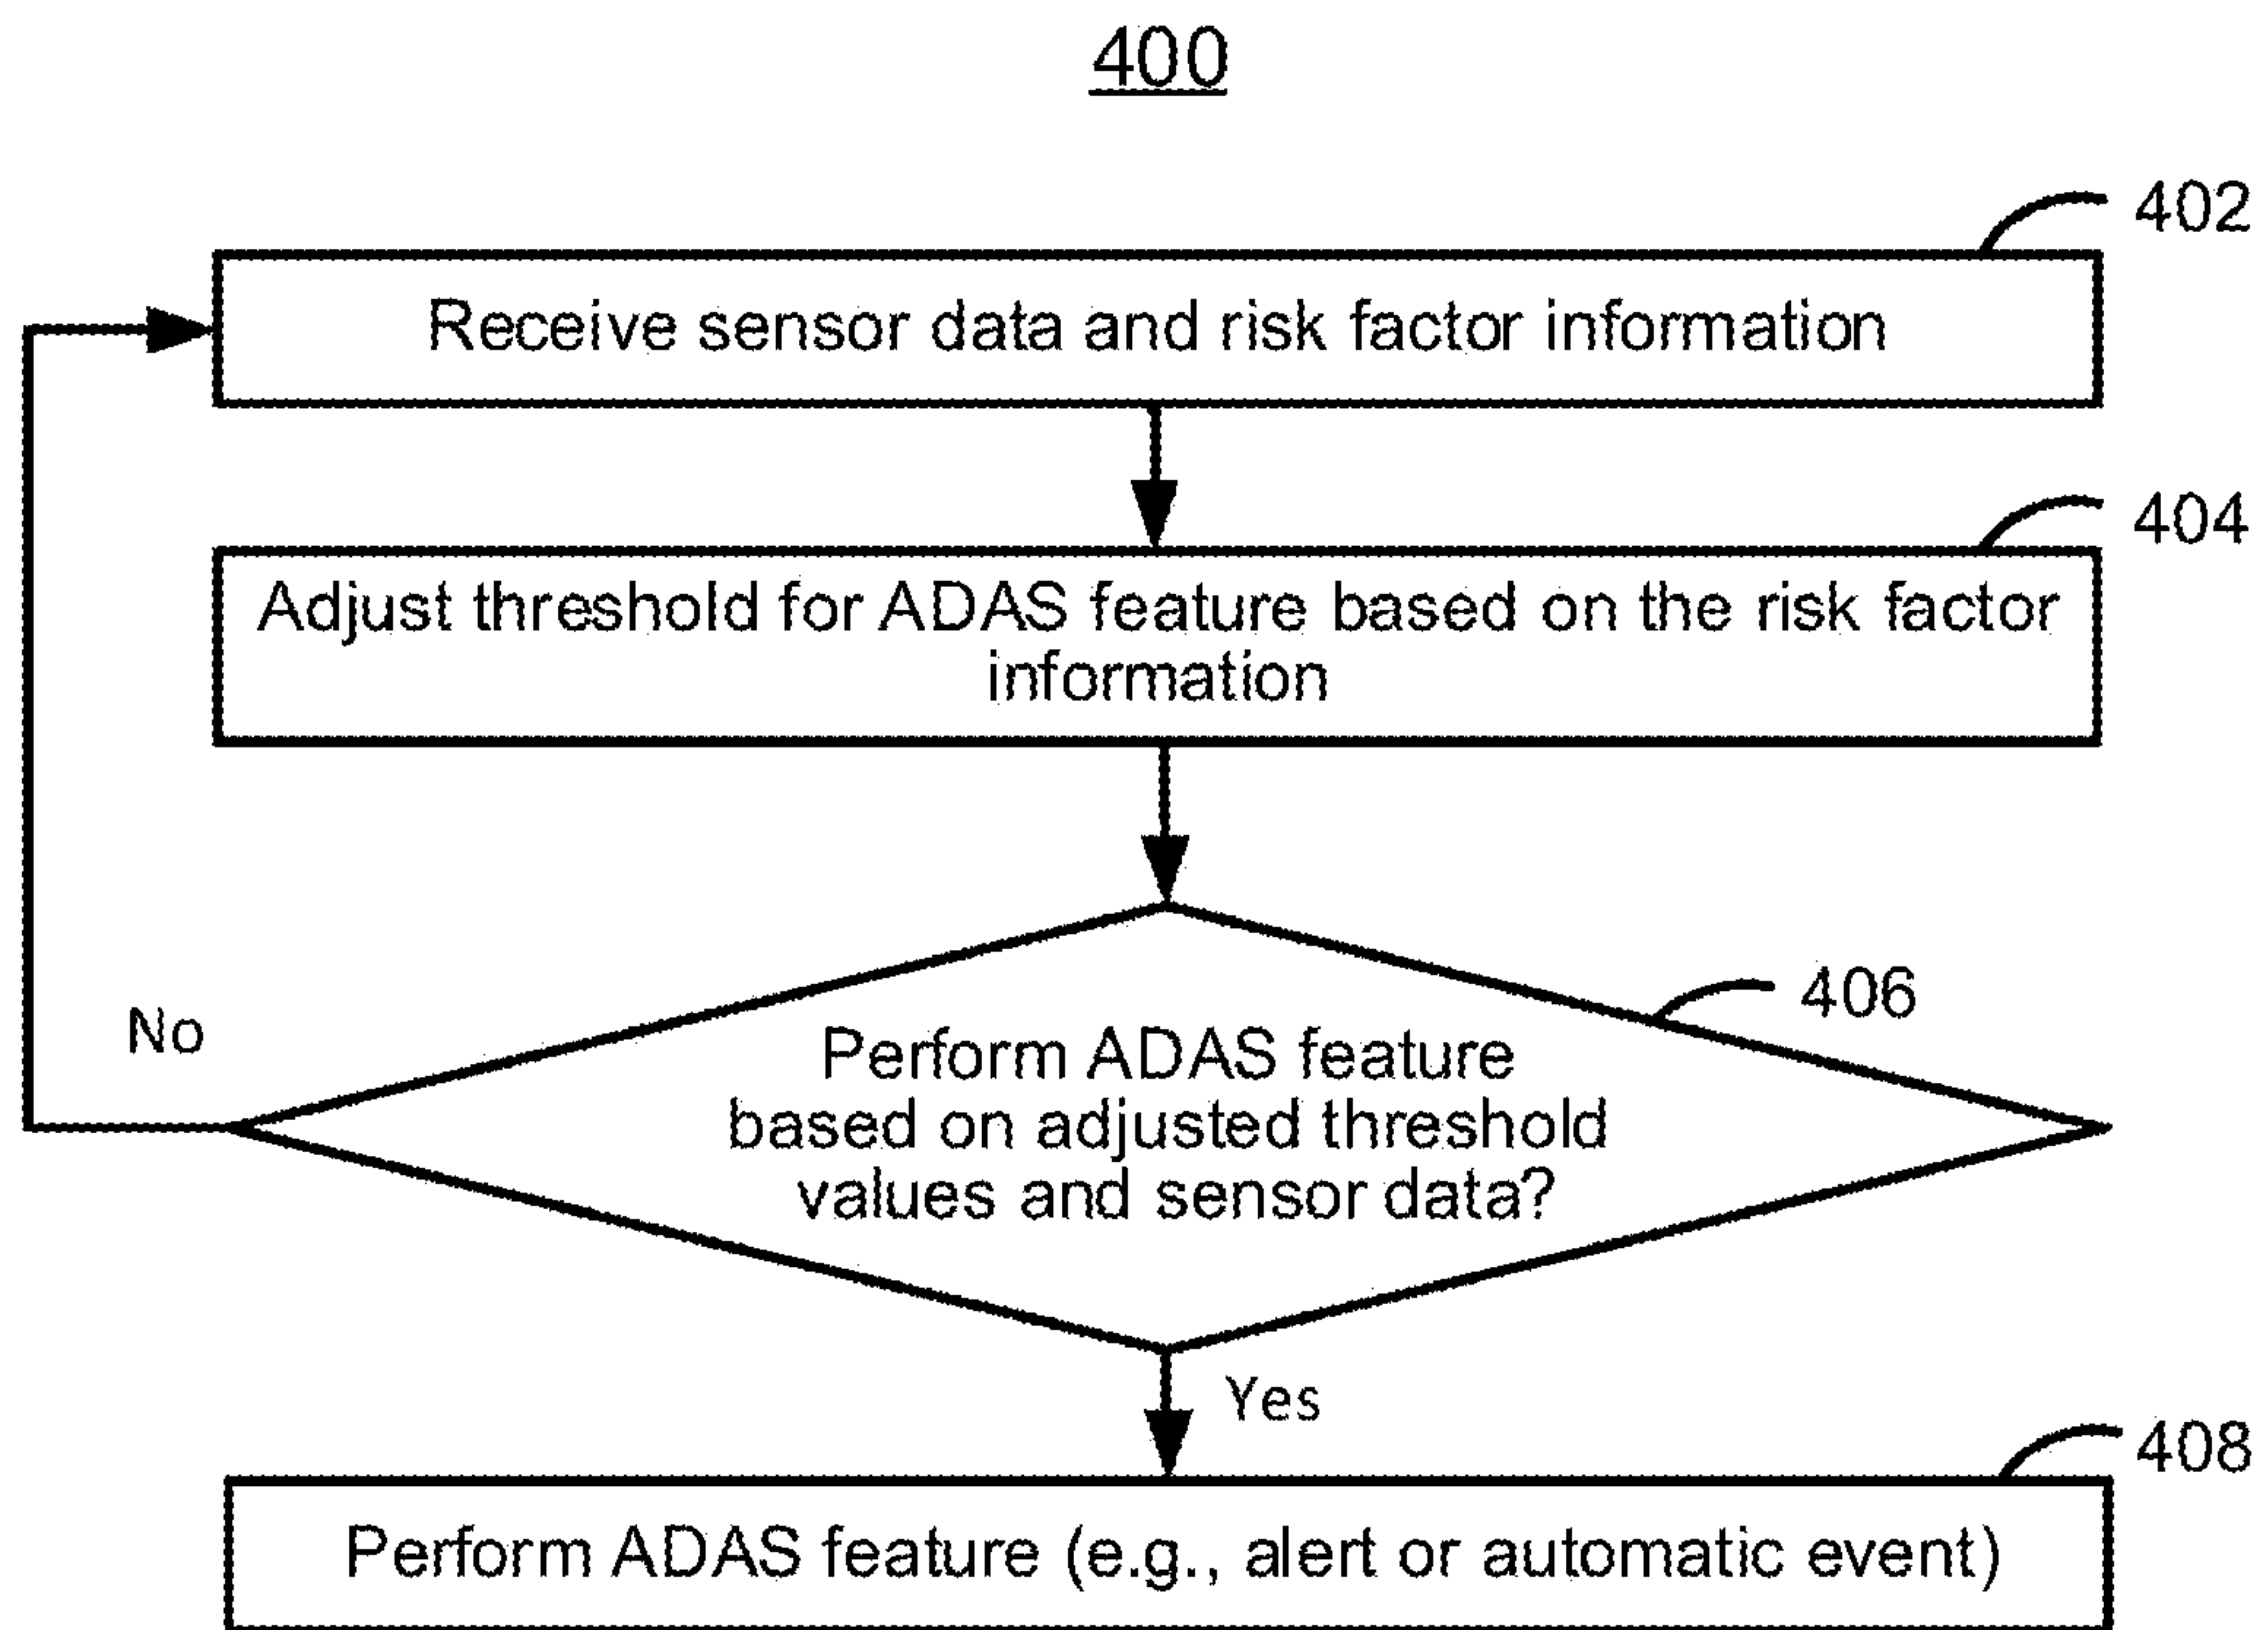 400
402
Receive sensor data and risk factor information
404
Adjust threshold for ADAS feature based on the risk factor
information
406
No
Perform ADAS feature
based on adjusted threshold
values and sensor data?
Yes
408
Perform ADAS feature (e.g., alert or automatic event)